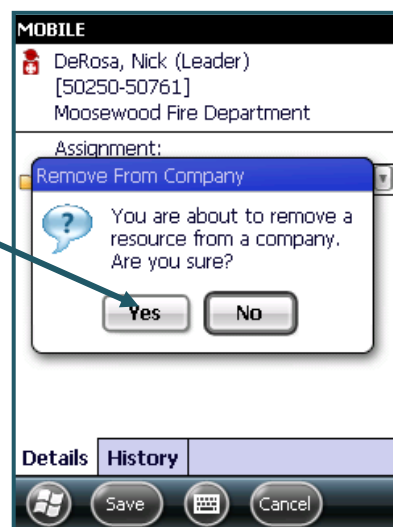 MOBILE
DeRosa, Nick (Leader)
[50250-50761]
Moosewood Fire Department
Assignment:
Remove From Company
?
You are about to remove a
resource from a company.
Are you sure?
Yes
No
Details
History
Save
Cancel